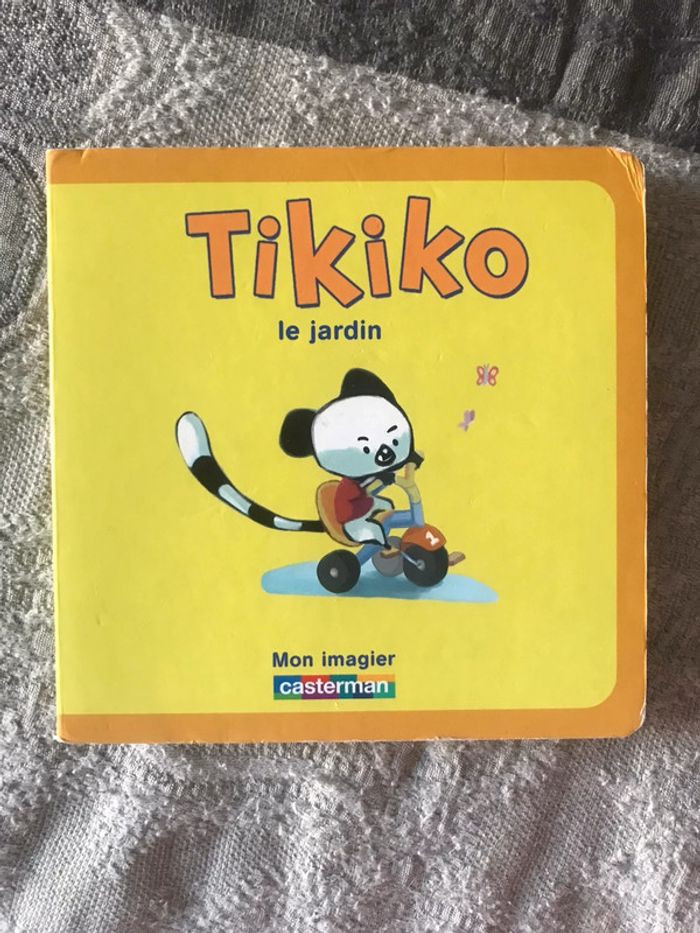 Tikiko
le jardin
1
Mon imagier
casterman